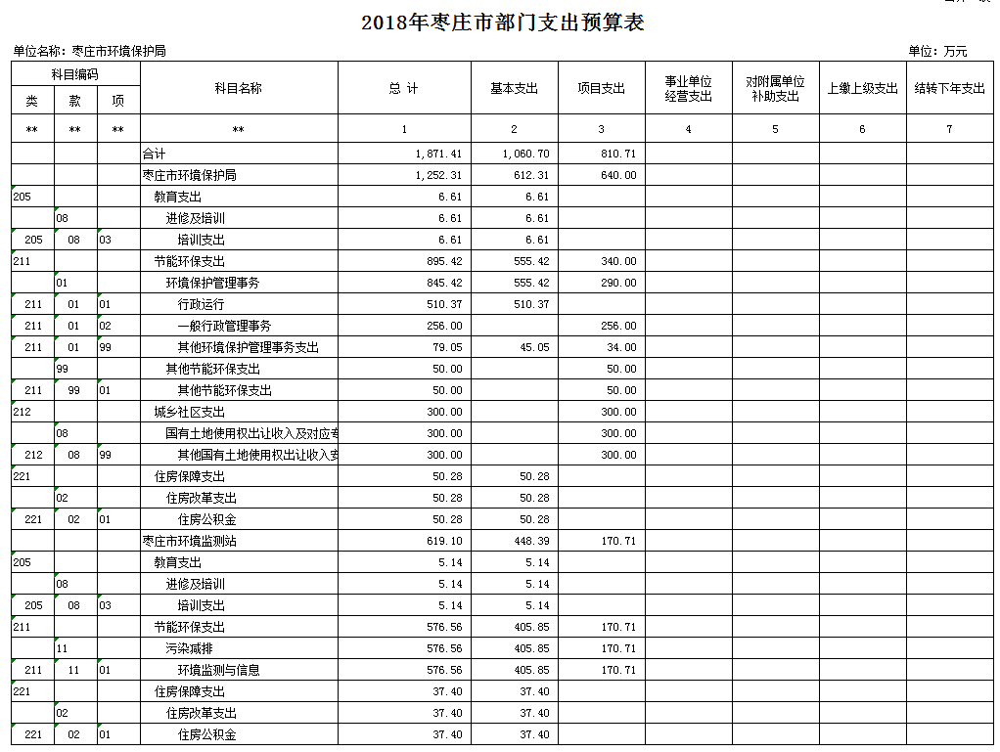 2018年枣庄市部门支出预算表
单位名称：枣庄市环境保护局 单位：万元
科目编码 科目名称 总 计 基本支出 项目支出 事业单位经营支出 对附属单位补助支出 上缴上级支出 结转下年支出
类 款 项
** ** ** ** 1 2 3 4 5 6 7
合计 1,871.41 1,060.70 810.71
枣庄市环境保护局 1,252.31 612.31 640.00
205 教育支出 6.61 6.61
08 进修及培训 6.61 6.61
205 08 03 培训支出 6.61 6.61
211 节能环保支出 895.42 555.42 340.00
01 环境保护管理事务 845.42 555.42 290.00
211 01 01 行政运行 510.37 510.37
211 01 02 一般行政管理事务 256.00 256.00
211 01 99 其他环境保护管理事务支出 79.05 45.05 34.00
99 其他节能环保支出 50.00 50.00
211 99 01 其他节能环保支出 50.00 50.00
212 城乡社区支出 300.00 300.00
08 国有土地使用权出让收入及对应专 300.00 300.00
212 08 99 其他国有土地使用权出让收入安 300.00 300.00
221 住房保障支出 50.28 50.28
02 住房改革支出 50.28 50.28
221 02 01 住房公积金 50.28 50.28
枣庄市环境监测站 619.10 448.39 170.71
205 教育支出 5.14 5.14
08 进修及培训 5.14 5.14
205 08 03 培训支出 5.14 5.14
211 节能环保支出 576.56 405.85 170.71
11 污染减排 576.56 405.85 170.71
211 11 01 环境监测与信息 576.56 405.85 170.71
221 住房保障支出 37.40 37.40
02 住房改革支出 37.40 37.40
221 02 01 住房公积金 37.40 37.40